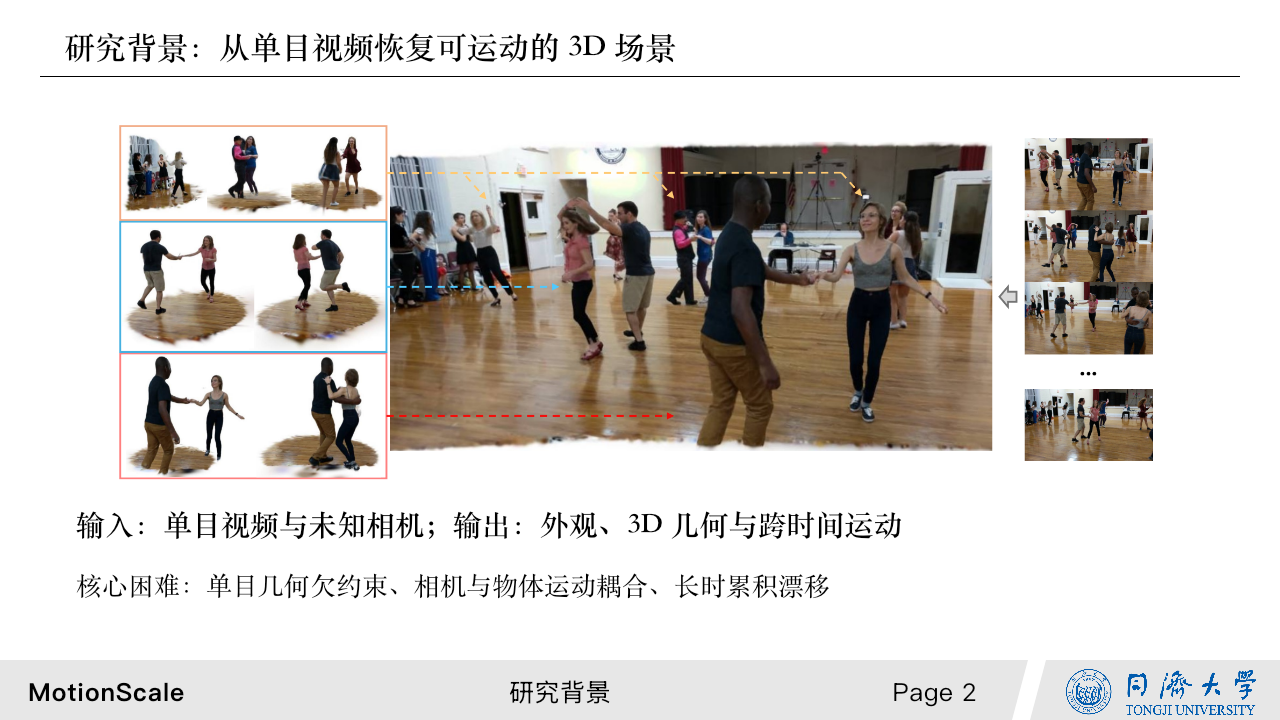 研究背景：从单目视频恢复可运动的 3D 场景
...
输入：单目视频与未知相机；输出：外观、3D 几何与跨时间运动
核心困难：单目几何欠约束、相机与物体运动耦合、长时累积漂移
MotionScale
研究背景
Page 2
同濟大学
TONGJI UNIVERSITY